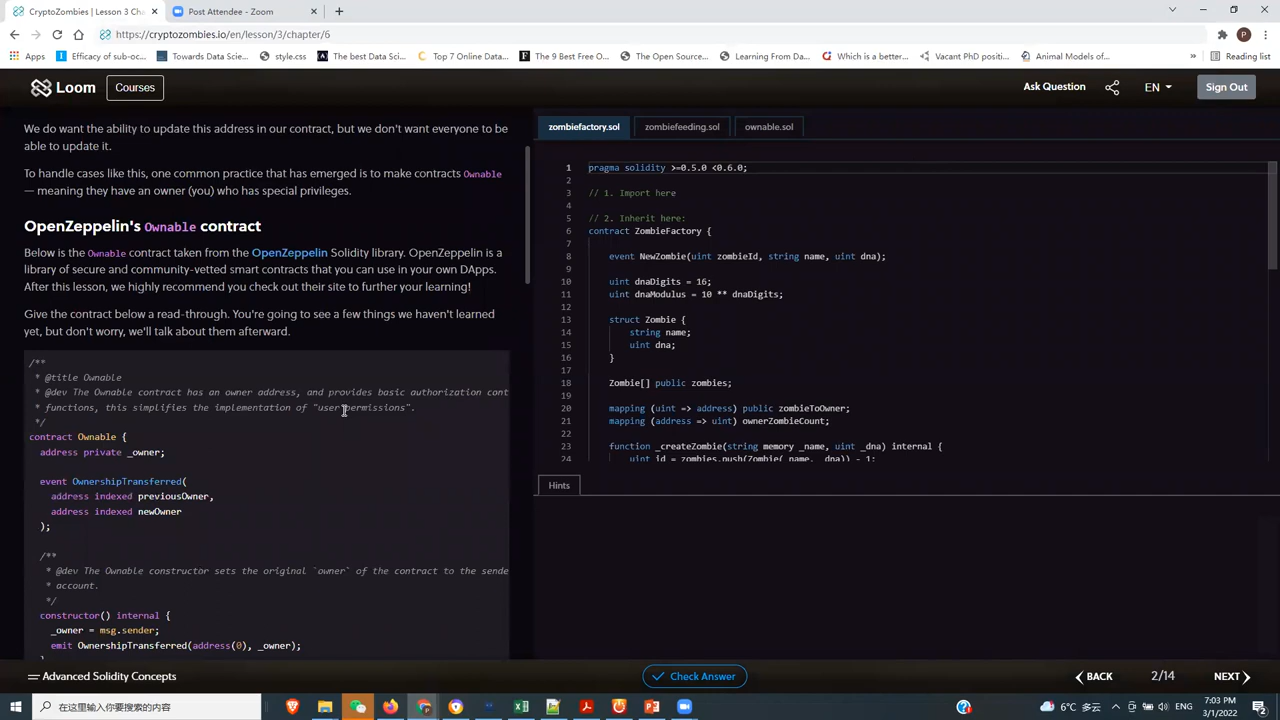 CryptoZombies | Lesson 3 Cha
Post Attendee - Zoom
https://cryptozombies.io/en/lesson/3/chapter/6
P
Apps
Efficacy of sub-oc...
Towards Data Scie...
style.css
The best Data Sci...
Top 7 Online Data...
The 9 Best Free O...
The Open Source...
Learning From Da...
Which is a better...
Vacant PhD positi...
Animal Models of...
»
Reading list
Loom
Courses
Ask Question
EN
Sign Out
We do want the ability to update this address in our contract, but we don't want everyone to be
able to update it.
To handle cases like this, one common practice that has emerged is to make contracts Ownable
— meaning they have an owner (you) who has special privileges.
OpenZeppelin's Ownable contract
Below is the Ownable contract taken from the OpenZeppelin Solidity library. OpenZeppelin is a
library of secure and community-vetted smart contracts that you can use in your own DApps.
After this lesson, we highly recommend you check out their site to further your learning!
Give the contract below a read-through. You're going to see a few things we haven't learned
yet, but don't worry, we'll talk about them afterward.
/**
* @title Ownable
* @dev The Ownable contract has an owner address, and provides basic authorization cont
* functions, this simplifies the implementation of "user permissions".
*/
contract Ownable {
address private _owner;
event OwnershipTransferred(
address indexed previousOwner,
address indexed newOwner
);
/**
* @dev The Ownable constructor sets the original `owner` of the contract to the sende
* account.
*/
constructor() internal {
_owner = msg.sender;
emit OwnershipTransferred(address(0), _owner);
}
zombiefactory.sol
zombiefeeding.sol
ownable.sol
1 pragma solidity >=0.5.0 <0.6.0;
2
3 // 1. Import here
4
5 // 2. Inherit here:
6 contract ZombieFactory {
7
8 event NewZombie(uint zombieId, string name, uint dna);
9
10 uint dnaDigits = 16;
11 uint dnaModulus = 10 ** dnaDigits;
12
13 struct Zombie {
14 string name;
15 uint dna;
16 }
17
18 Zombie[] public zombies;
19
20 mapping (uint => address) public zombieToOwner;
21 mapping (address => uint) ownerZombieCount;
22
23 function _createZombie(string memory _name, uint _dna) internal {
24 uint id = zombies.push(Zombie(_name, _dna)) - 1;
Hints
Advanced Solidity Concepts
Check Answer
BACK
2/14
NEXT
在这里输入你要搜索的内容
6°C 多云
英
7:03 PM
3/1/2022